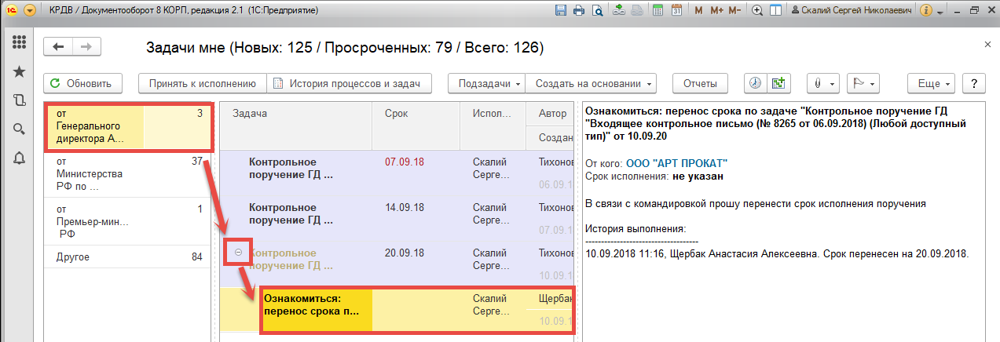 КРДВ / Документооборот 8 КОРП, редакция 2.1 (1С:Предприятие)
M M+ M-
Скалий Сергей Николаевич
Задачи мне (Новых: 125 / Просроченных: 79 / Всего: 126)
Обновить
Принять к исполнению
История процессов и задач
Подзадачи
Создать на основании
Отчеты
Еще
?
от 3
Генерального
директора А...
от 37
Министерства
РФ по ...
от 1
Премьер-мин...
РФ
Другое 84
Задача Срок Испол... Автор
Создан
Контрольное 07.09.18 Скалий Тихонов
поручение ГД ... Серге...
06.09.1
Контрольное 14.09.18 Скалий Тихонов
поручение ГД ... Серге...
07.09.1
Контрольное 20.09.18 Скалий Тихонов
поручение ГД ... Серге...
10.09.1
Ознакомиться: Скалий Щербак
перенос срока п... Серге...
10.09.1
Ознакомиться: перенос срока по задаче "Контрольное поручение ГД
"Входящее контрольное письмо (№ 8265 от 06.09.2018) (Любой доступный
тип)" от 10.09.20
От кого: ООО "АРТ ПРОКАТ"
Срок исполнения: не указан
В связи с командировкой прошу перенести срок исполнения поручения
История выполнения:
------------------------------------
10.09.2018 11:16, Щербак Анастасия Алексеевна. Срок перенесен на 20.09.2018.